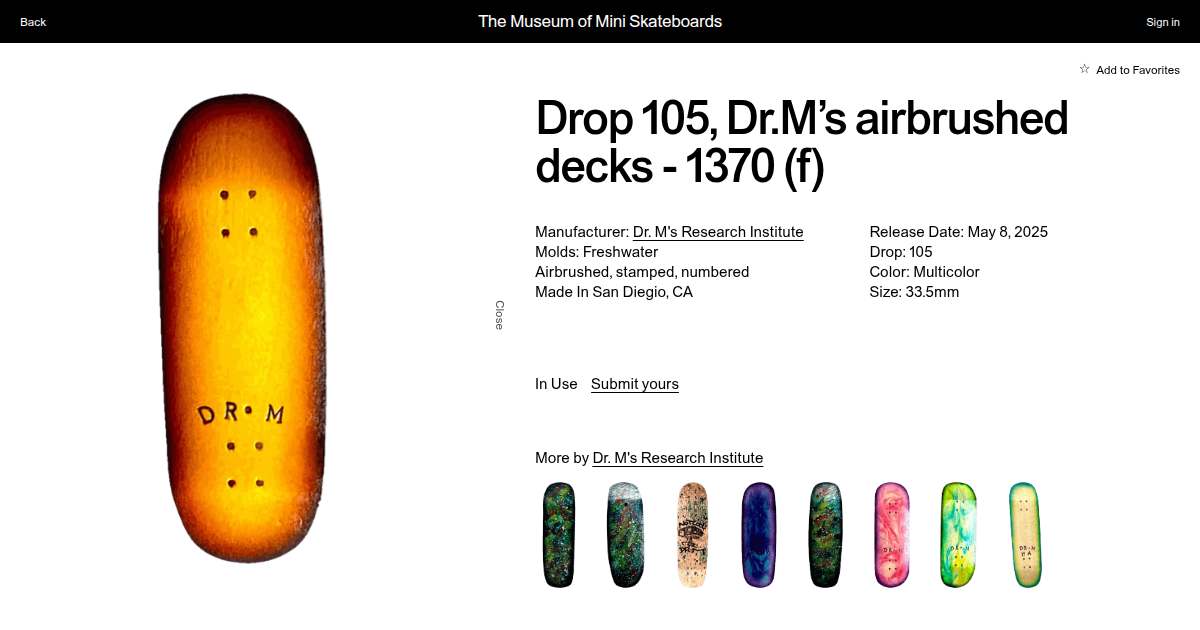 Back
The Museum of Mini Skateboards
Sign in
☆ Add to Favorites
Drop 105, Dr.M’s airbrushed
decks - 1370 (f)
Manufacturer: Dr. M's Research Institute
Molds: Freshwater
Airbrushed, stamped, numbered
Made In San Diegio, CA
Release Date: May 8, 2025
Drop: 105
Color: Multicolor
Size: 33.5mm
Close
DR• M
In Use Submit yours
More by Dr. M's Research Institute